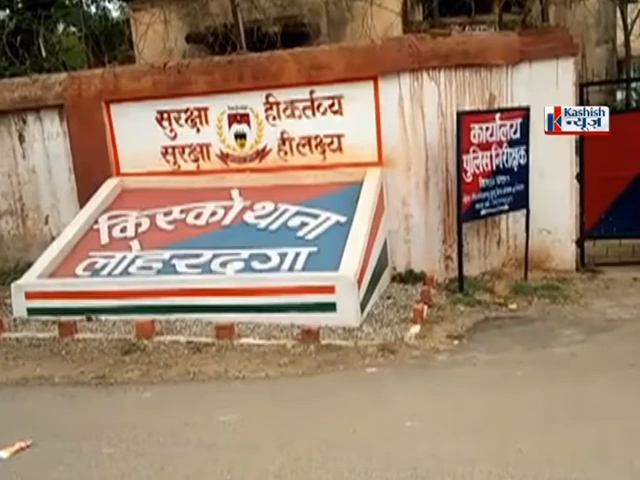 सुरक्षा ही कर्तव्य
सुरक्षा ही लक्ष्य
किस्को थाना
लोहरदगा
कार्यालय
पुलिस निरीक्षक
Kashish
न्यूज़